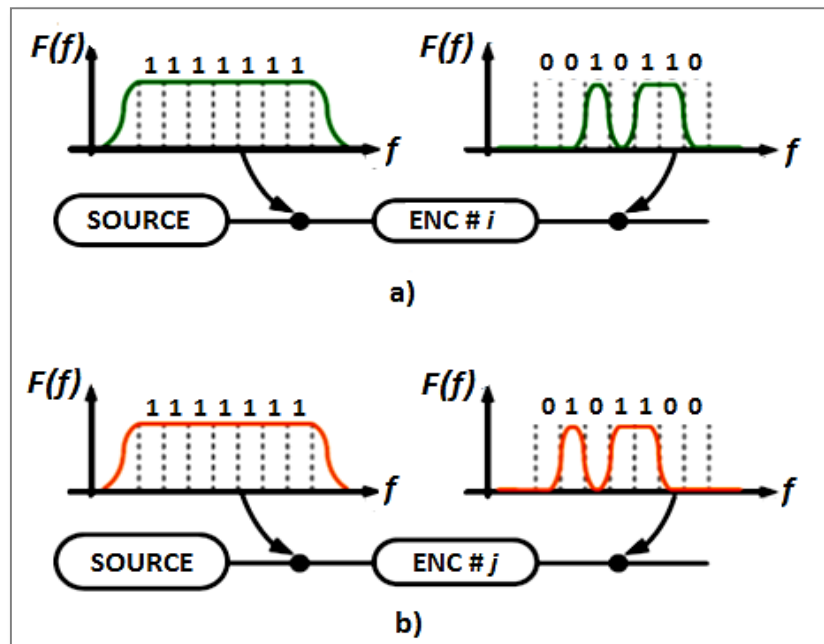 F(f) 1 1 1 1 1 1 1 f
F(f) 0 0 1 0 1 1 0 f
SOURCE ENC # i
a)
F(f) 1 1 1 1 1 1 1 f
F(f) 0 1 0 1 1 0 0 f
SOURCE ENC # j
b)